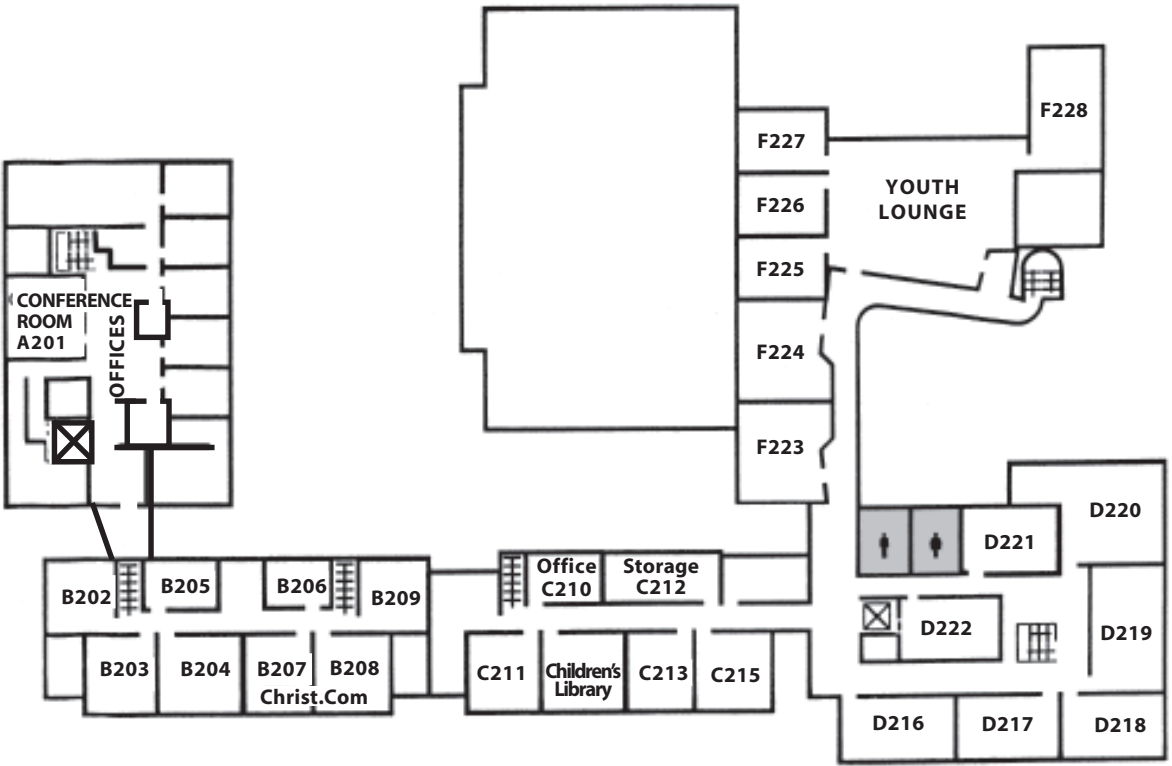 F228
F227
YOUTH
LOUNGE
F226
F225
CONFERENCE
ROOM
A201
OFFICES
F224
F223
D220
D221
Office
C210
Storage
C212
B205
B206
B202
B209
D222
D219
B203
B204
B207
B208
Christ.Com
C211
Children's
Library
C213
C215
D216
D217
D218